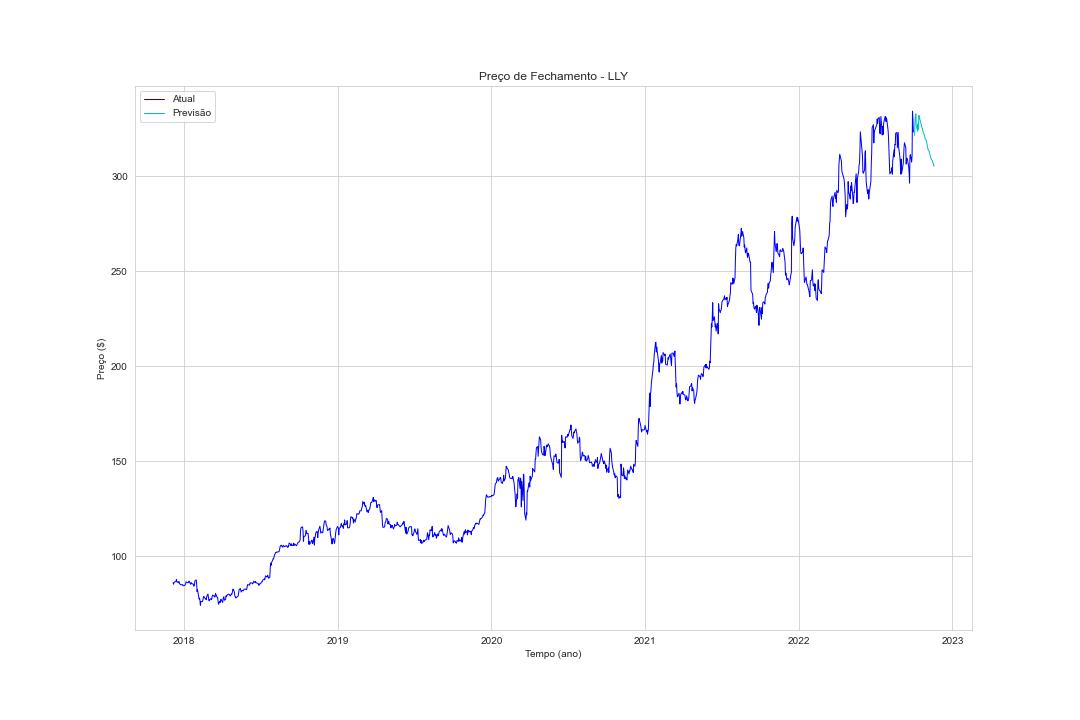 Preço de Fechamento - LLY
Atual
Previsão
300
250
200
150
100
Preço ($)
2018 2019 2020 2021 2022 2023
Tempo (ano)